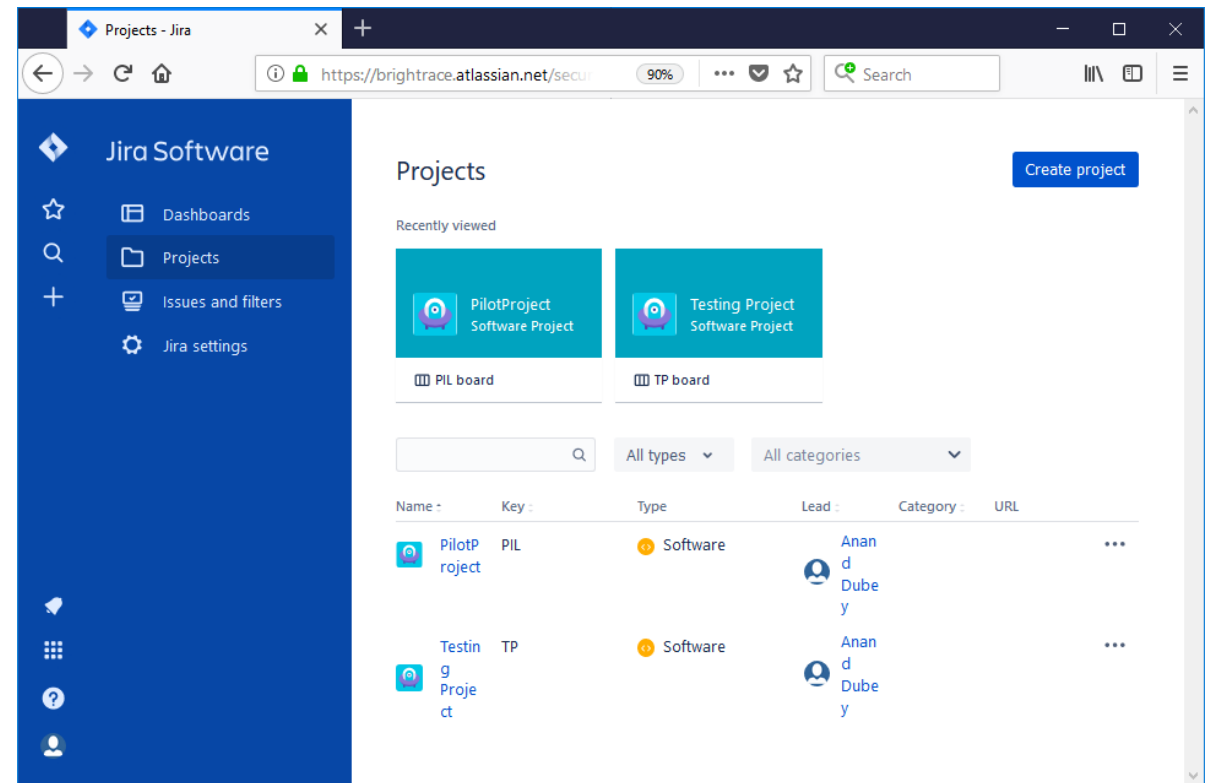 Projects - Jira
https://brightrace.atlassian.net/secu
90%
Search
Jira Software
Dashboards
Projects
Issues and filters
Jira settings
Projects
Create project
Recently viewed
PilotProject
Software Project
Testing Project
Software Project
PIL board
TP board
All types
All categories
Name
Key
Type
Lead
Category
URL
PilotP
roject
PIL
Software
Anan
d
Dube
y
Testin
g
Proje
ct
TP
Software
Anan
d
Dube
y